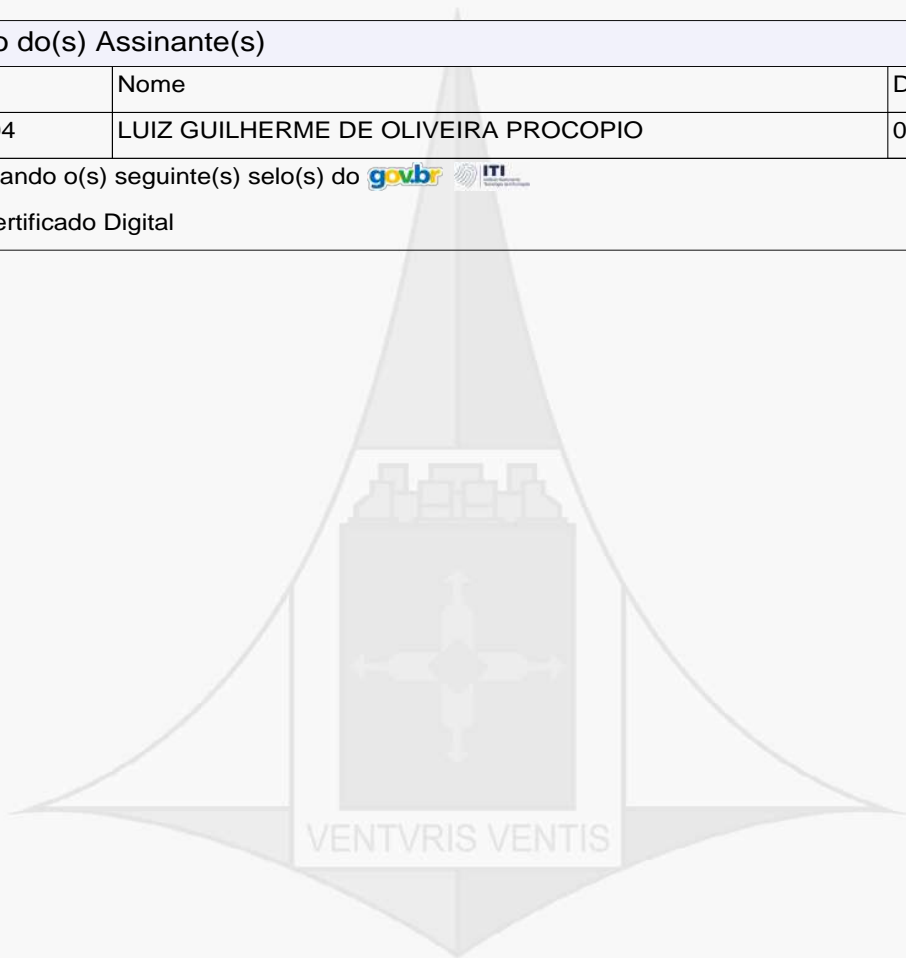 o do(s) Assinante(s)
Nome D
04 LUIZ GUILHERME DE OLIVEIRA PROCOPIO 0
ando o(s) seguinte(s) selo(s) do gov.br ITI
ertificado Digital
VENTVRIS VENTIS